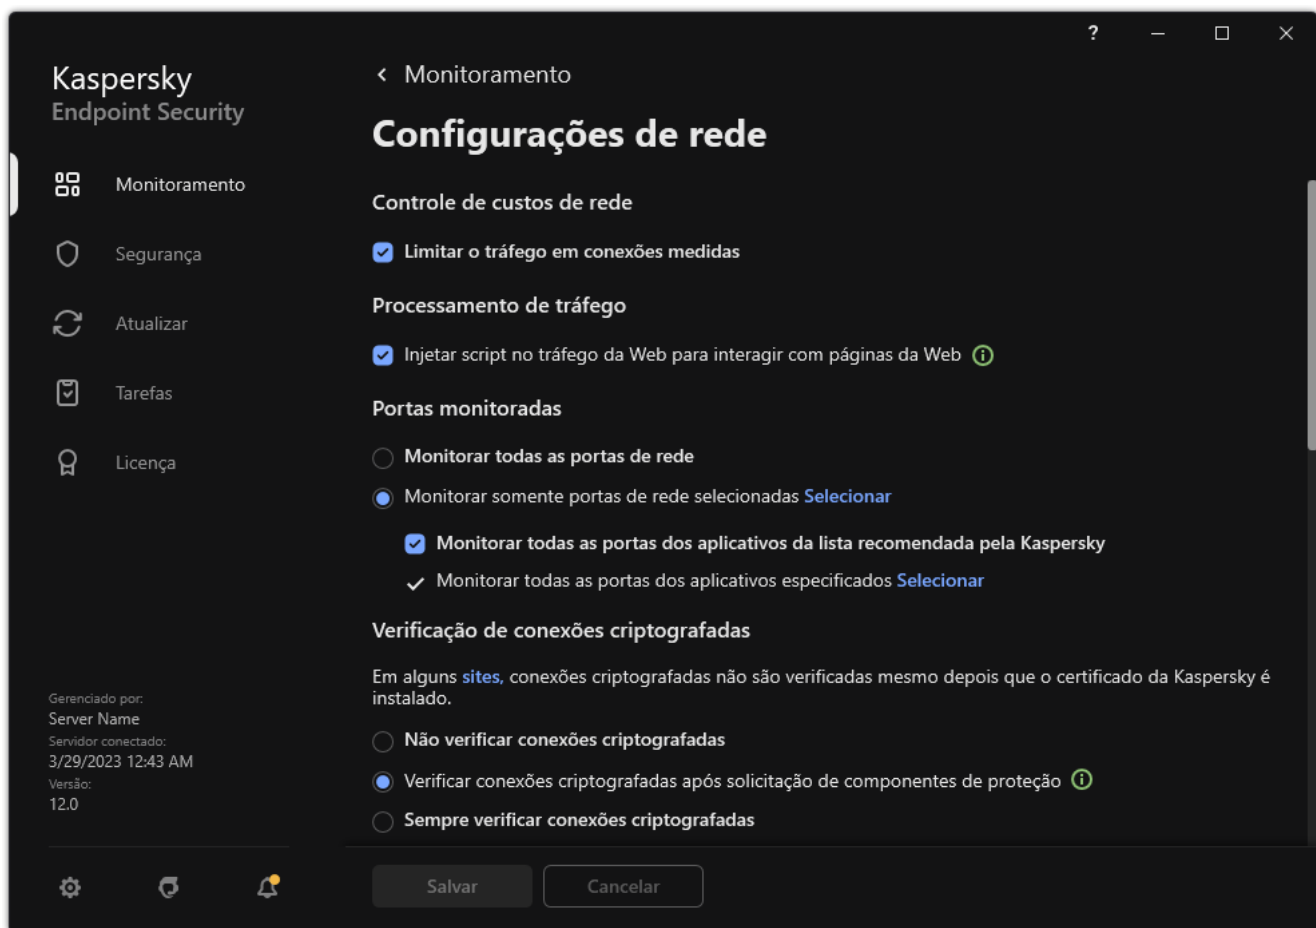 ?
Kaspersky
Endpoint Security
Monitoramento
Segurança
Atualizar
Tarefas
Licença
Gerenciado por:
Server Name
Servidor conectado:
3/29/2023 12:43 AM
Versão:
12.0
Monitoramento
Configurações de rede
Controle de custos de rede
Limitar o tráfego em conexões medidas
Processamento de tráfego
Injetar script no tráfego da Web para interagir com páginas da Web
Portas monitoradas
Monitorar todas as portas de rede
Monitorar somente portas de rede selecionadas Selecionar
Monitorar todas as portas dos aplicativos da lista recomendada pela Kaspersky
Monitorar todas as portas dos aplicativos especificados Selecionar
Verificação de conexões criptografadas
Em alguns sites, conexões criptografadas não são verificadas mesmo depois que o certificado da Kaspersky é
instalado.
Não verificar conexões criptografadas
Verificar conexões criptografadas após solicitação de componentes de proteção
Sempre verificar conexões criptografadas
Salvar
Cancelar